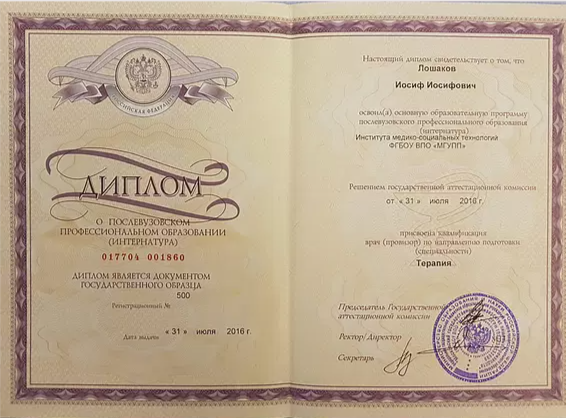 РОССИЙСКАЯ ФЕДЕРАЦИЯ
ДИПЛОМ
О ПОСЛЕВУЗОВСКОМ
ПРОФЕССИОНАЛЬНОМ ОБРАЗОВАНИИ
(ИНТЕРНАТУРА)
017704 001860
ДИПЛОМ ЯВЛЯЕТСЯ ДОКУМЕНТОМ
ГОСУДАРСТВЕННОГО ОБРАЗЦА
500
Регистрационный №
Дата выдачи « 31 » июля 2016 г.
Настоящий диплом свидетельствует о том, что
Лошаков
Иосиф Иосифович
освоил(а) основную образовательную программу
послевузовского профессионального образования
(интернатура)
Института медико-социальных технологий
ФГБОУ ВПО «МГУПП»
Решением государственной аттестационной комиссии
от « 31 » июля 2016 г.
присвоена квалификация
врач (провизор) по направлению подготовки
(специальности)
Терапия
Председатель Государственной
аттестационной комиссии
Ректор/Директор
Секретарь